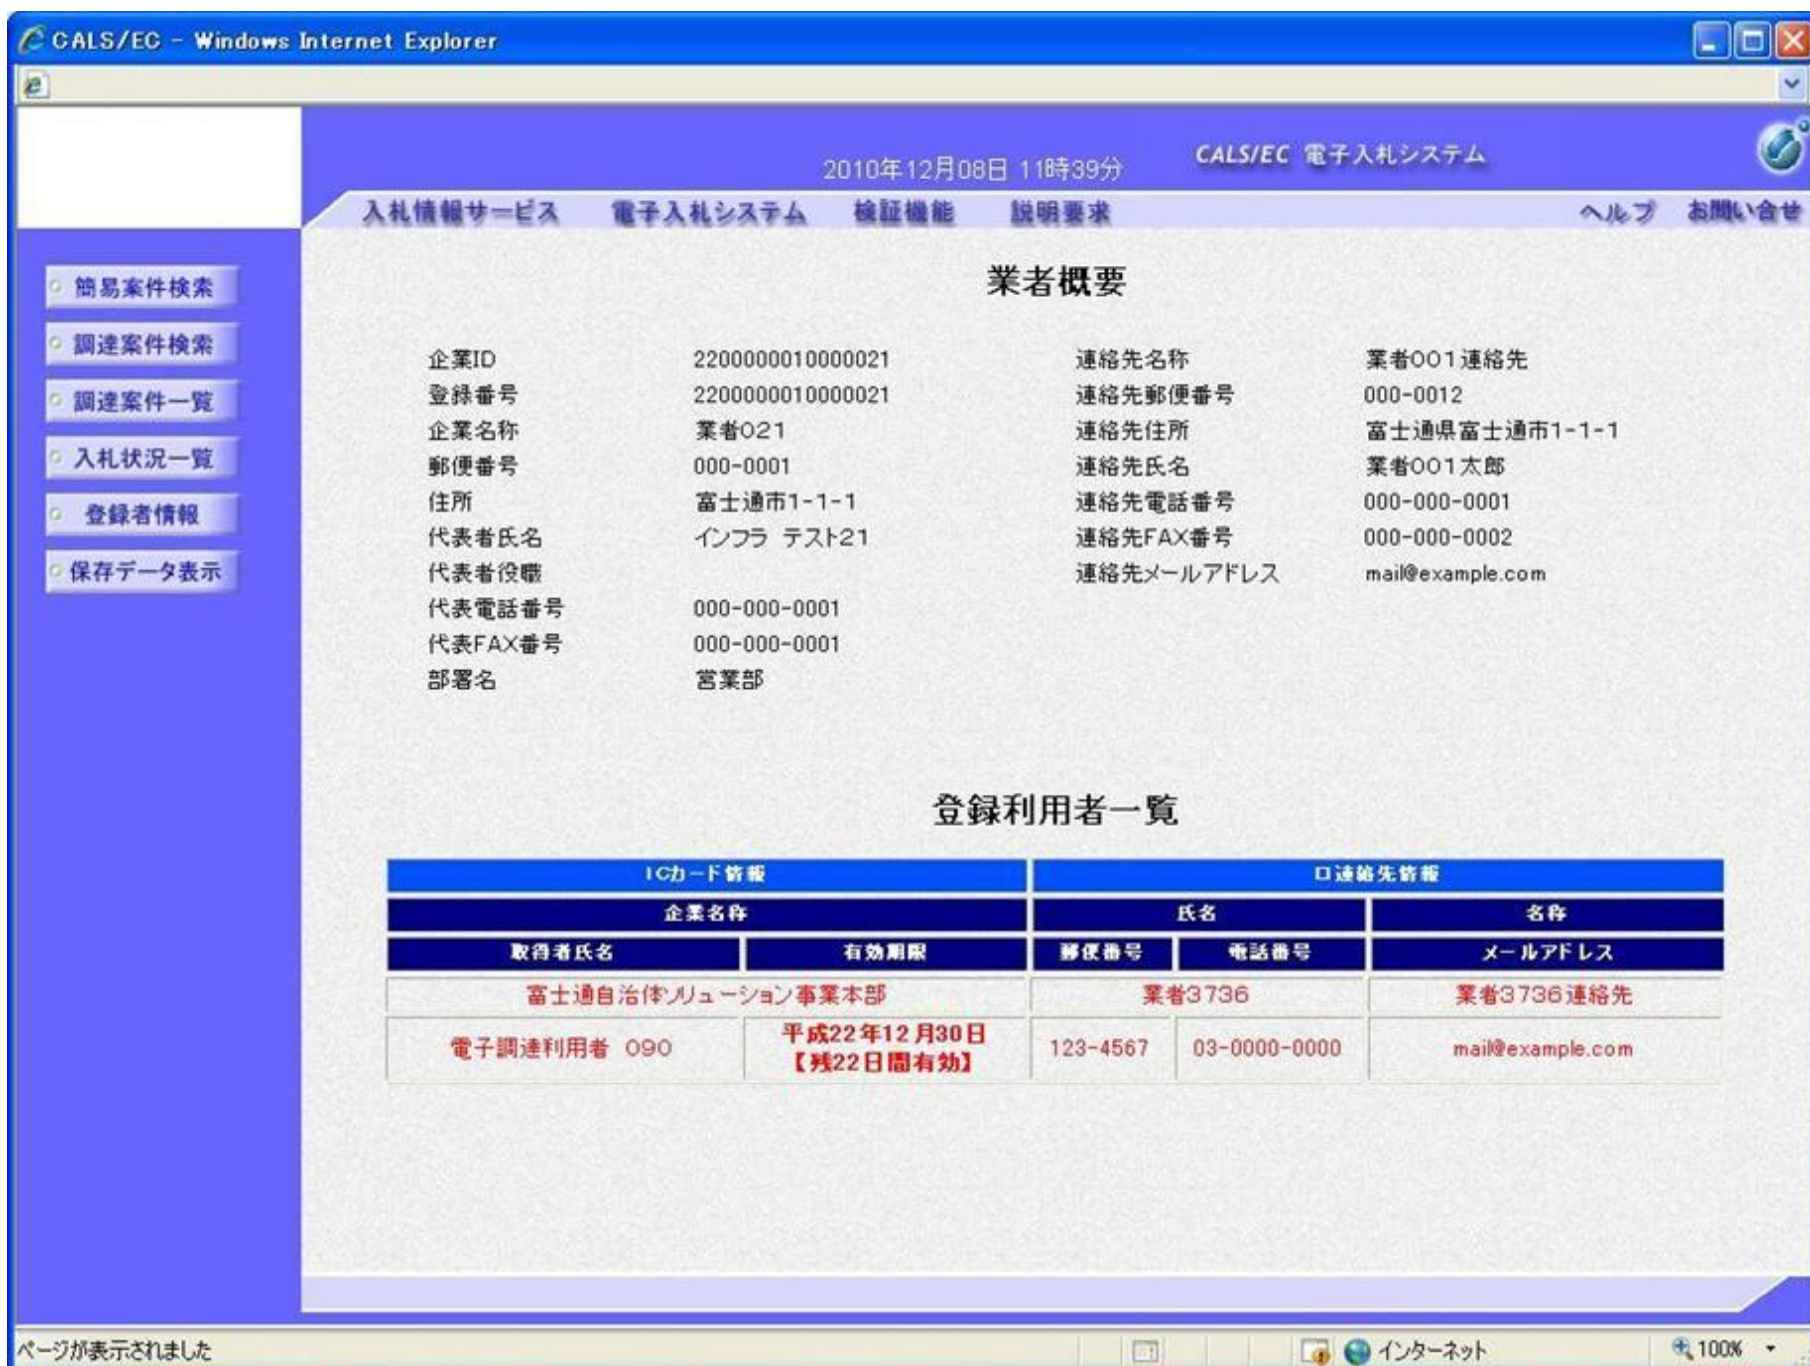 CALS/EC - Windows Internet Explorer
2010年12月08日 11時39分 CALS/EC 電子入札システム
入札情報サービス 電子入札システム 検証機能 説明要求 ヘルプ お問い合せ
簡易案件検索
調達案件検索
調達案件一覧
入札状況一覧
登録者情報
保存データ表示
業者概要
企業ID 2200000010000021 連絡先名称 業者001連絡先
登録番号 2200000010000021 連絡先郵便番号 000-0012
企業名称 業者021 連絡先住所 富士通県富士通市1-1-1
郵便番号 000-0001 連絡先氏名 業者001太郎
住所 富士通市1-1-1 連絡先電話番号 000-000-0001
代表者氏名 インフラ テスト21 連絡先FAX番号 000-000-0002
代表者役職 連絡先メールアドレス mail@example.com
代表電話番号 000-000-0001
代表FAX番号 000-000-0001
部署名 営業部
登録利用者一覧
ICカード情報 ロ連絡先情報
企業名称 氏名 名称
取得者氏名 有効期限 郵便番号 電話番号 メールアドレス
富士通自治体ソリューション事業本部 業者3736 業者3736連絡先
電子調達利用者 090 平成22年12月30日 123-4567 03-0000-0000 mail@example.com
【残22日間有効】
ページが表示されました インターネット 100%